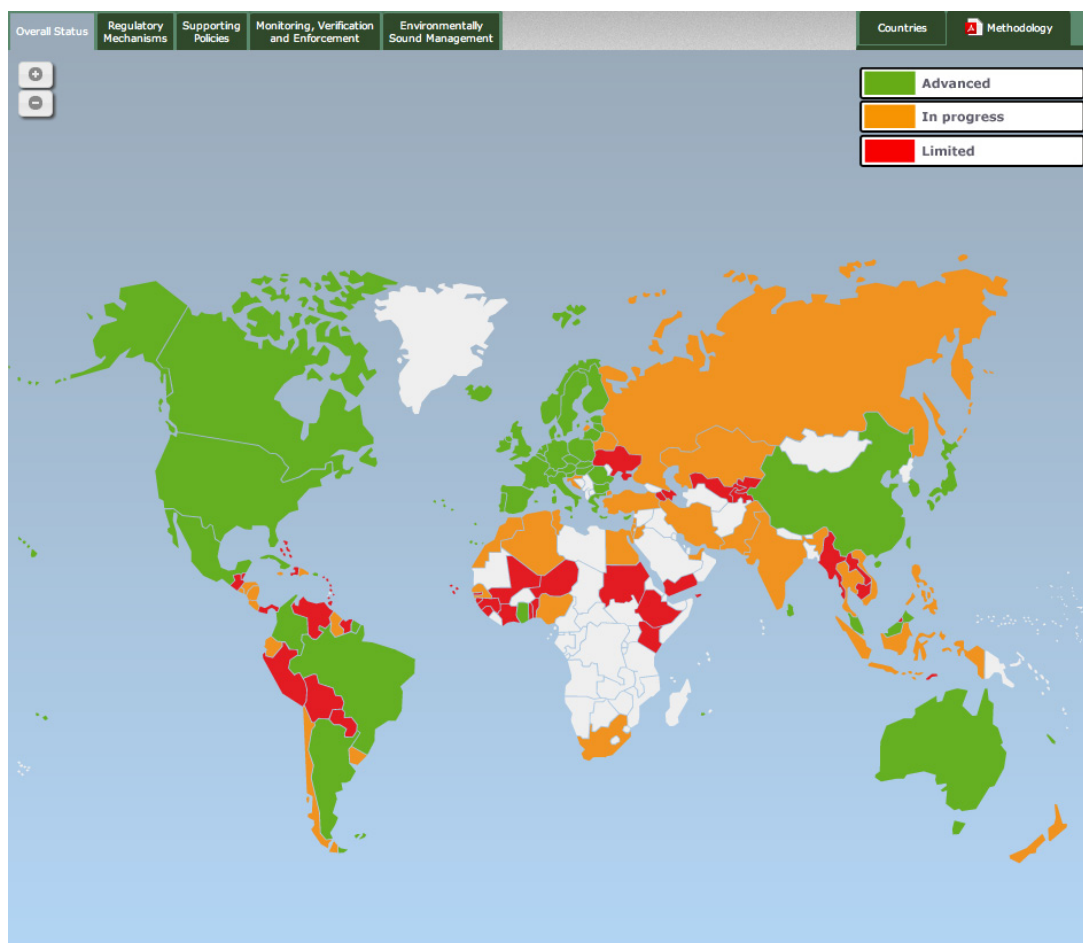 Overall Status
Regulatory
Mechanisms
Supporting
Policies
Monitoring, Verification
and Enforcement
Environmentally
Sound Management
Countries
Methodology
Advanced
In progress
Limited